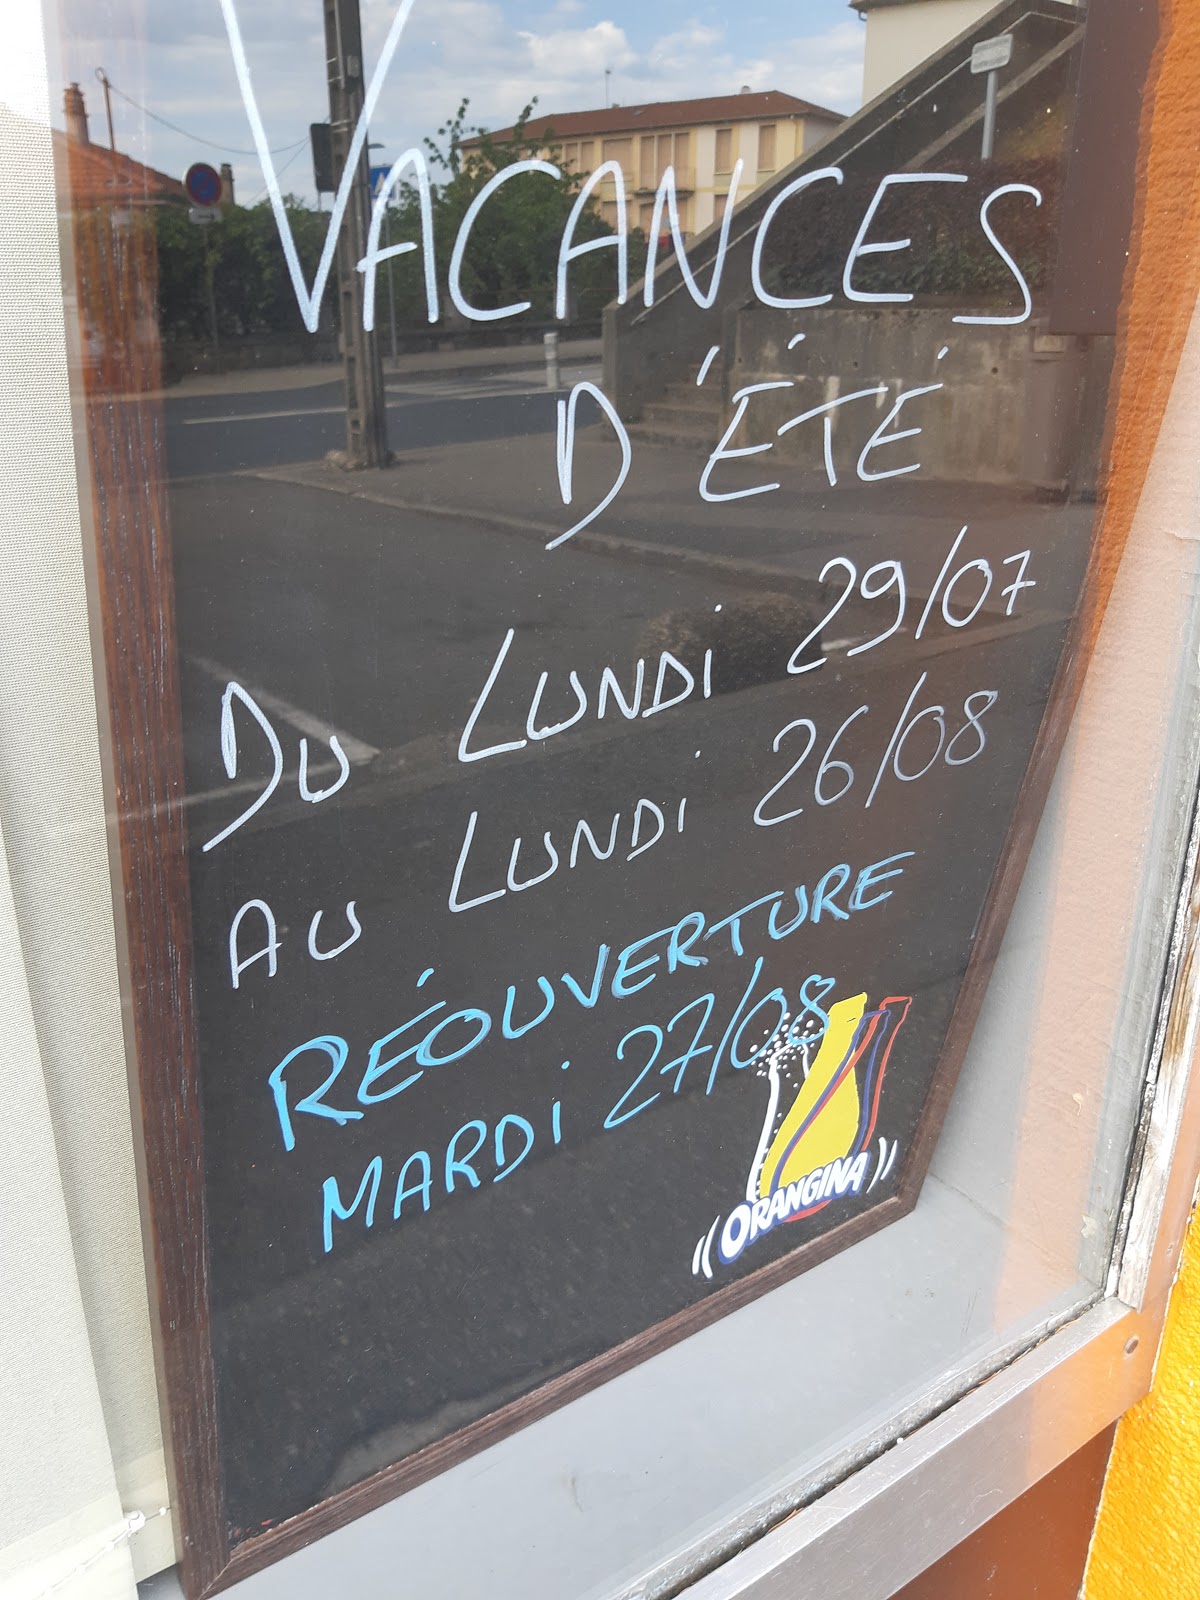 VACANCES
D'ÉTÉ
DU LUNDI 29/07
AU LUNDI 26/08
RÉOUVERTURE
MARDI 27/08
ORANGINA